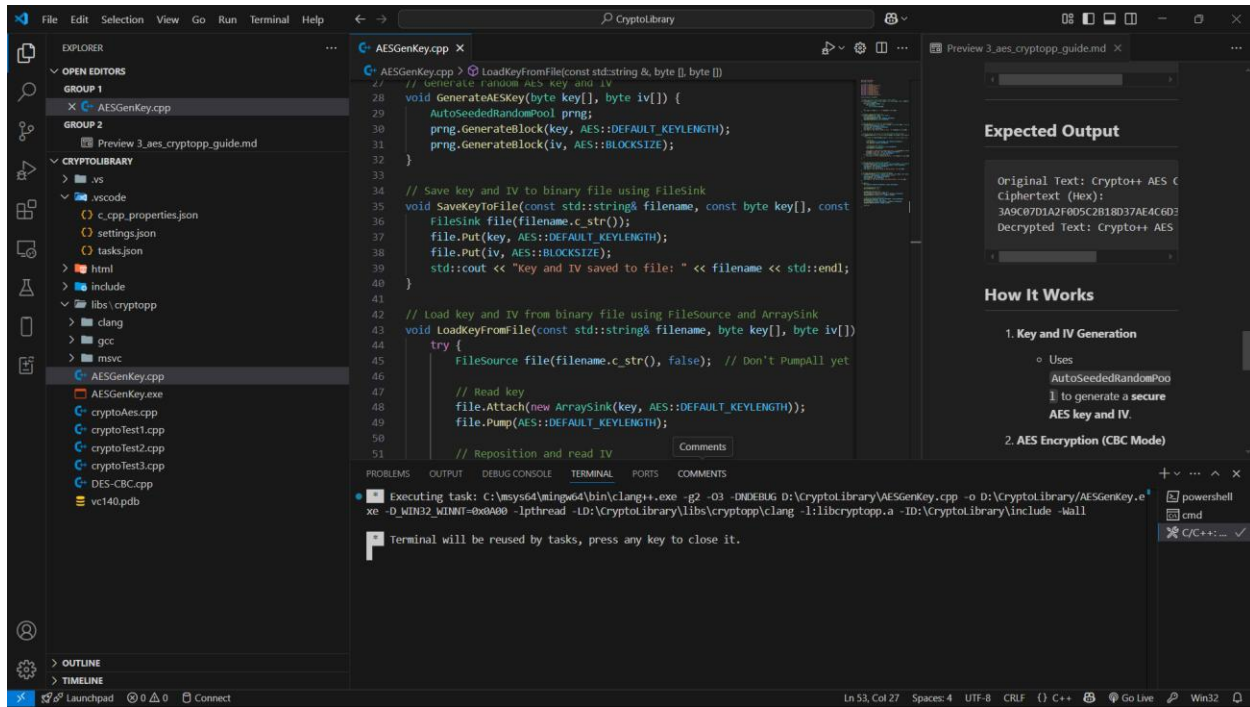 File Edit Selection View Go Run Terminal Help
CryptoLibrary
EXPLORER
OPEN EDITORS
GROUP 1
AESGenKey.cpp
GROUP 2
Preview 3_aes_cryptopp_guide.md
CRYPTOLIBRARY
.vs
.vscode
c_cpp_properties.json
settings.json
tasks.json
html
include
libs\cryptopp
clang
gcc
msvc
AESGenKey.cpp
AESGenKey.exe
cryptoAes.cpp
cryptoTest1.cpp
cryptoTest2.cpp
cryptoTest3.cpp
DES-CBC.cpp
vc140.pdb
OUTLINE
TIMELINE
AESGenKey.cpp
AESGenKey.cpp > LoadKeyFromFile(const std::string &, byte [], byte [])
27 // Generate random AES key and IV
28 void GenerateAESKey(byte key[], byte iv[]) {
29 AutoSeededRandomPool prng;
30 prng.GenerateBlock(key, AES::DEFAULT_KEYLENGTH);
31 prng.GenerateBlock(iv, AES::BLOCKSIZE);
32 }
33
34 // Save key and IV to binary file using FileSink
35 void SaveKeyToFile(const std::string& filename, const byte key[], const
36 FileSink file(filename.c_str());
37 file.Put(key, AES::DEFAULT_KEYLENGTH);
38 file.Put(iv, AES::BLOCKSIZE);
39 std::cout << "Key and IV saved to file: " << filename << std::endl;
40 }
41
42 // Load key and IV from binary file using FileSource and ArraySink
43 void LoadKeyFromFile(const std::string& filename, byte key[], byte iv[])
44 try {
45 FileSource file(filename.c_str(), false); // Don't PumpAll yet
46
47 // Read key
48 file.Attach(new ArraySink(key, AES::DEFAULT_KEYLENGTH));
49 file.Pump(AES::DEFAULT_KEYLENGTH);
50
51 // Reposition and read IV
Comments
Preview 3_aes_cryptopp_guide.md
Expected Output
Original Text: Crypto++ AES C
Ciphertext (Hex):
3A9C07D1A2F0D5C2B18D37AE4C6D3
Decrypted Text: Crypto++ AES
How It Works
1. Key and IV Generation
Uses
AutoSeededRandomPoo
l to generate a secure
AES key and IV.
2. AES Encryption (CBC Mode)
PROBLEMS OUTPUT DEBUG CONSOLE TERMINAL PORTS COMMENTS
* Executing task: C:\msys64\mingw64\bin\clang++.exe -g2 -O3 -DNDEBUG D:\CryptoLibrary\AESGenKey.cpp -o D:\CryptoLibrary/AESGenKey.e
xe -D_WIN32_WINNT=0x0A00 -lpthread -LD:\CryptoLibrary\libs\cryptopp\clang -l:libcryptopp.a -ID:\CryptoLibrary\include -Wall
* Terminal will be reused by tasks, press any key to close it.
powershell
cmd
C/C++: ...
Launchpad 0 0 Connect
Ln 53, Col 27 Spaces: 4 UTF-8 CRLF {} C++ Go Live Win32